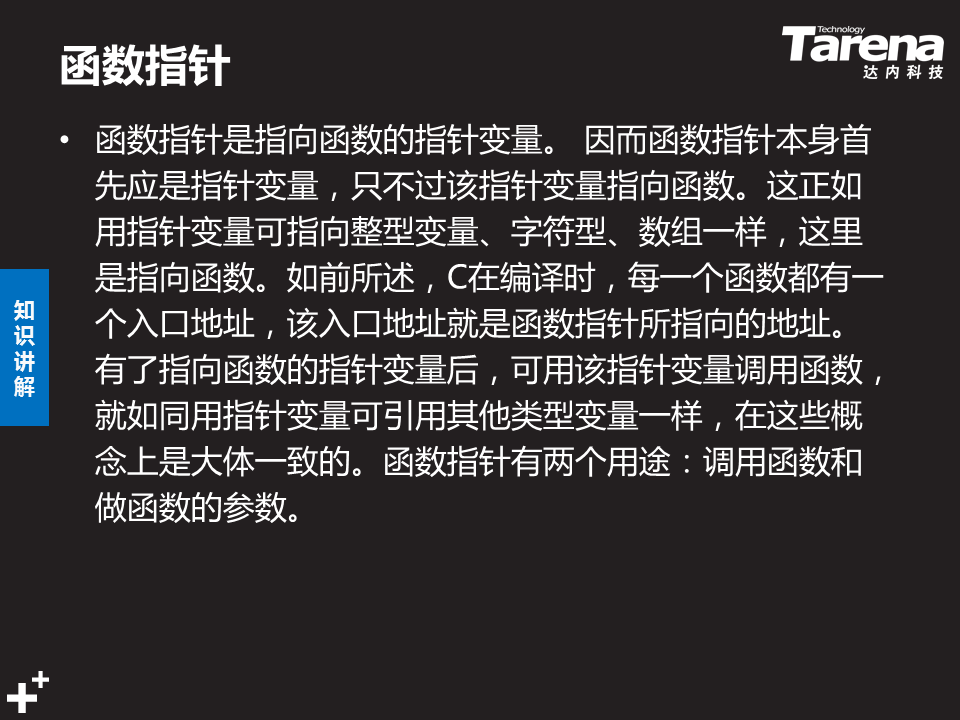 函数指针
Technology
Tarena
达内科技
• 函数指针是指向函数的指针变量。 因而函数指针本身首
先应是指针变量，只不过该指针变量指向函数。这正如
用指针变量可指向整型变量、字符型、数组一样，这里
是指向函数。如前所述，C在编译时，每一个函数都有一
个入口地址，该入口地址就是函数指针所指向的地址。
有了指向函数的指针变量后，可用该指针变量调用函数，
就如同用指针变量可引用其他类型变量一样，在这些概
念上是大体一致的。函数指针有两个用途：调用函数和
做函数的参数。
知
识
讲
解